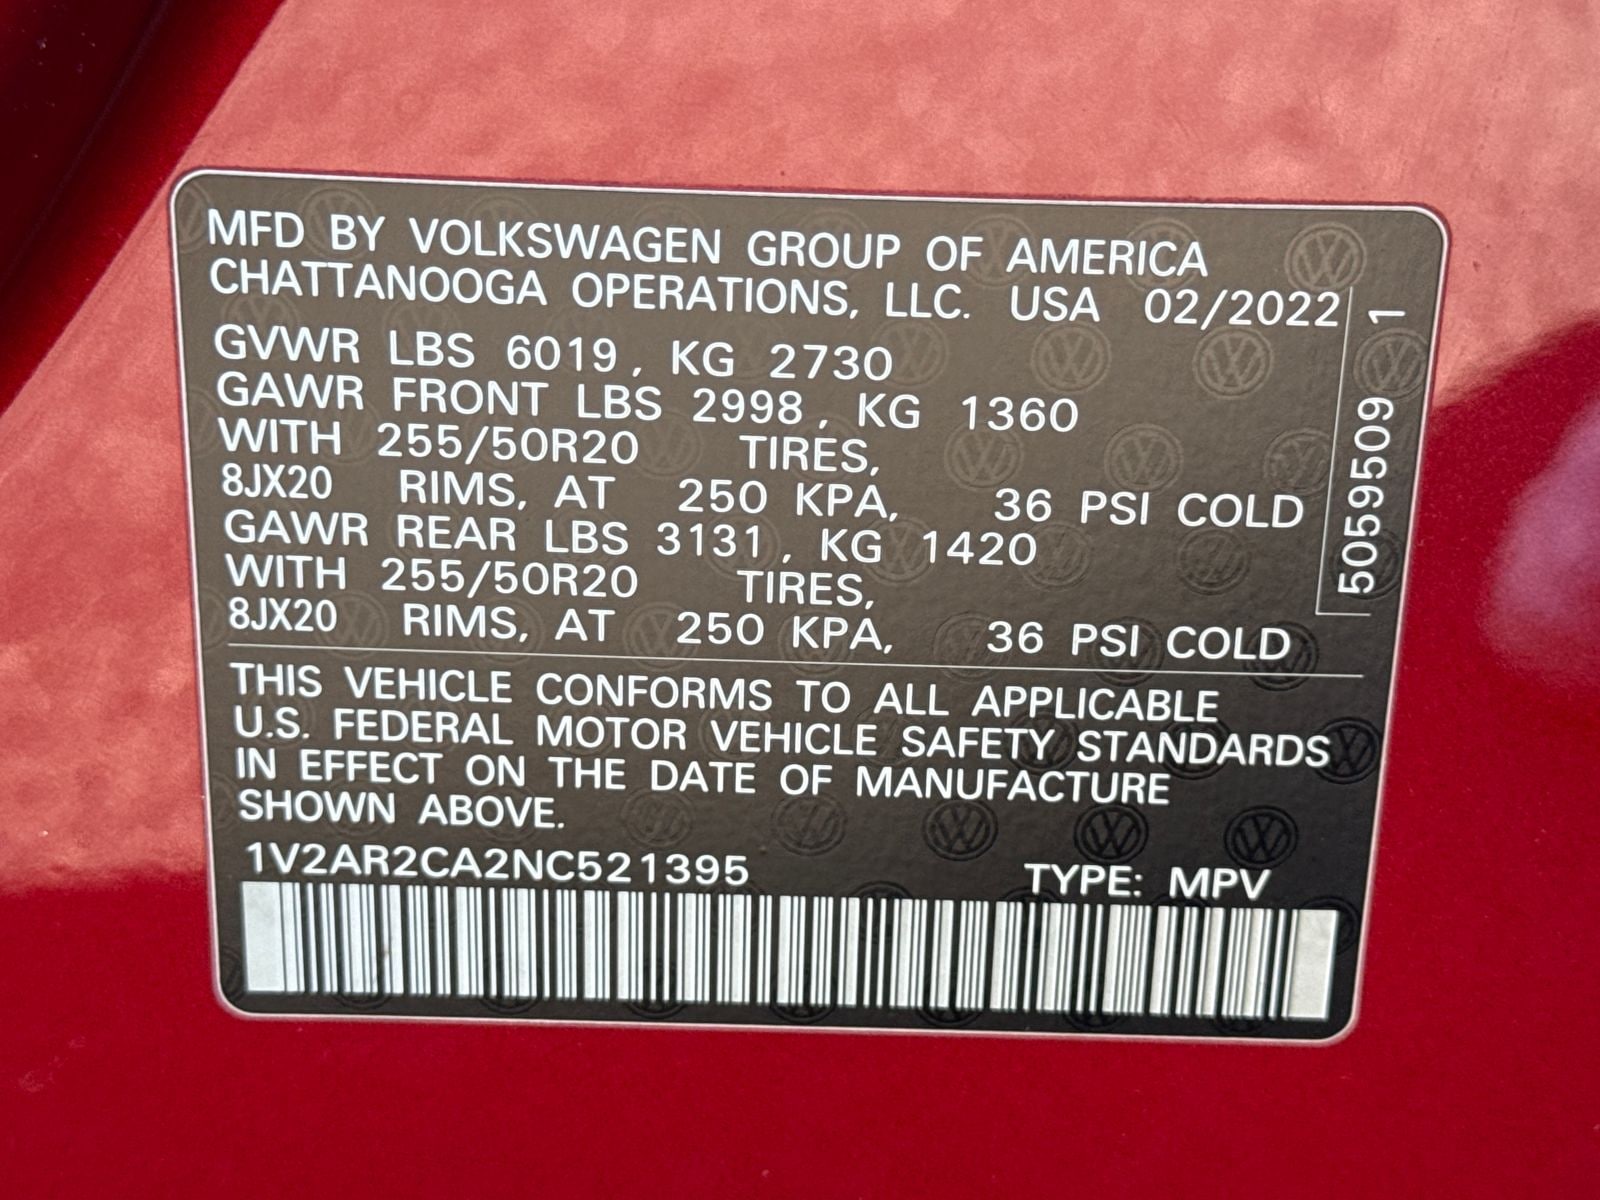 MFD BY VOLKSWAGEN GROUP OF AMERICA
CHATTANOOGA OPERATIONS, LLC. USA 02/2022
GVWR LBS 6019, KG 2730
GAWR FRONT LBS 2998, KG 1360
WITH 255/50R20 TIRES,
8JX20 RIMS, AT 250 KPA, 36 PSI COLD
GAWR REAR LBS 3131, KG 1420
WITH 255/50R20 TIRES,
8JX20 RIMS, AT 250 KPA, 36 PSI COLD
5059509 1
THIS VEHICLE CONFORMS TO ALL APPLICABLE
U.S. FEDERAL MOTOR VEHICLE SAFETY STANDARDS
IN EFFECT ON THE DATE OF MANUFACTURE
SHOWN ABOVE.
1V2AR2CA2NC521395 TYPE: MPV